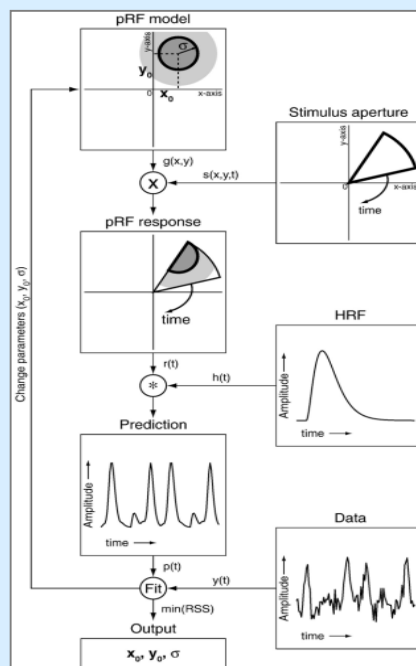 pRF model
y-axis
σ
y₀
0
x₀
x-axis
g(x,y)
Stimulus aperture
y-axis
0
x-axis
time
x
s(x,y,t)
pRF response
time
Change parameters (x₀, y₀, σ)
r(t)
HRF
Amplitude
time
*
h(t)
Prediction
Amplitude
time
p(t)
Data
Amplitude
time
Fit
y(t)
min(RSS)
Output
x₀, y₀, σ